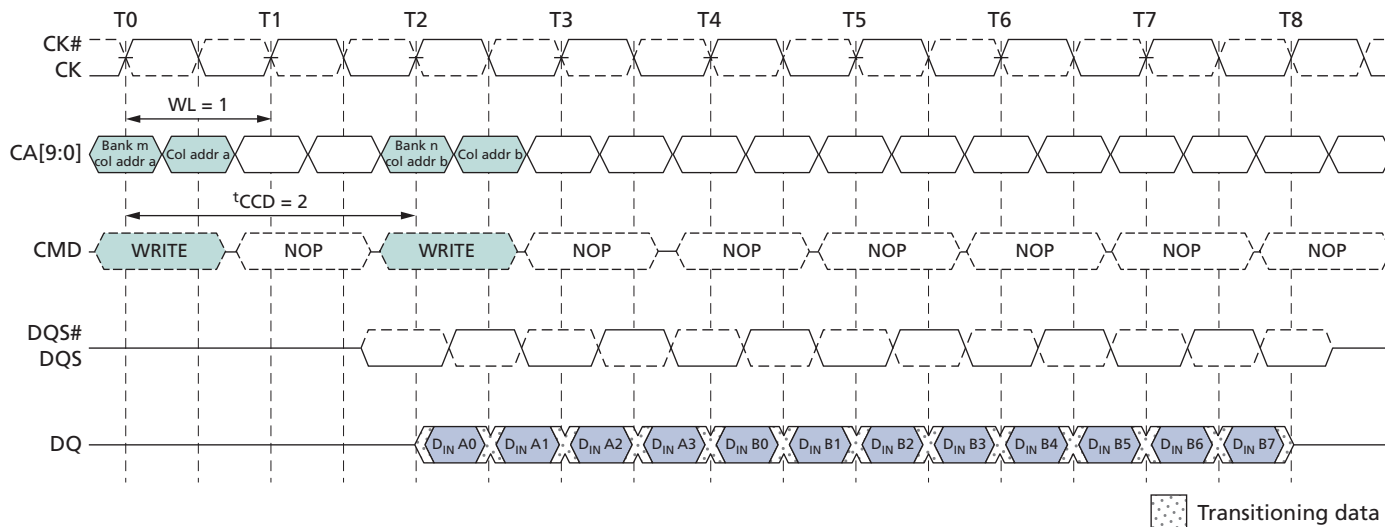 T0 T1 T2 T3 T4 T5 T6 T7 T8
CK#
CK
WL = 1
CA[9:0] Bank m col addr a Col addr a Bank n col addr b Col addr b
tCCD = 2
CMD WRITE NOP WRITE NOP NOP NOP NOP NOP NOP
DQS#
DQS
DQ DIN A0 DIN A1 DIN A2 DIN A3 DIN B0 DIN B1 DIN B2 DIN B3 DIN B4 DIN B5 DIN B6 DIN B7
Transitioning data